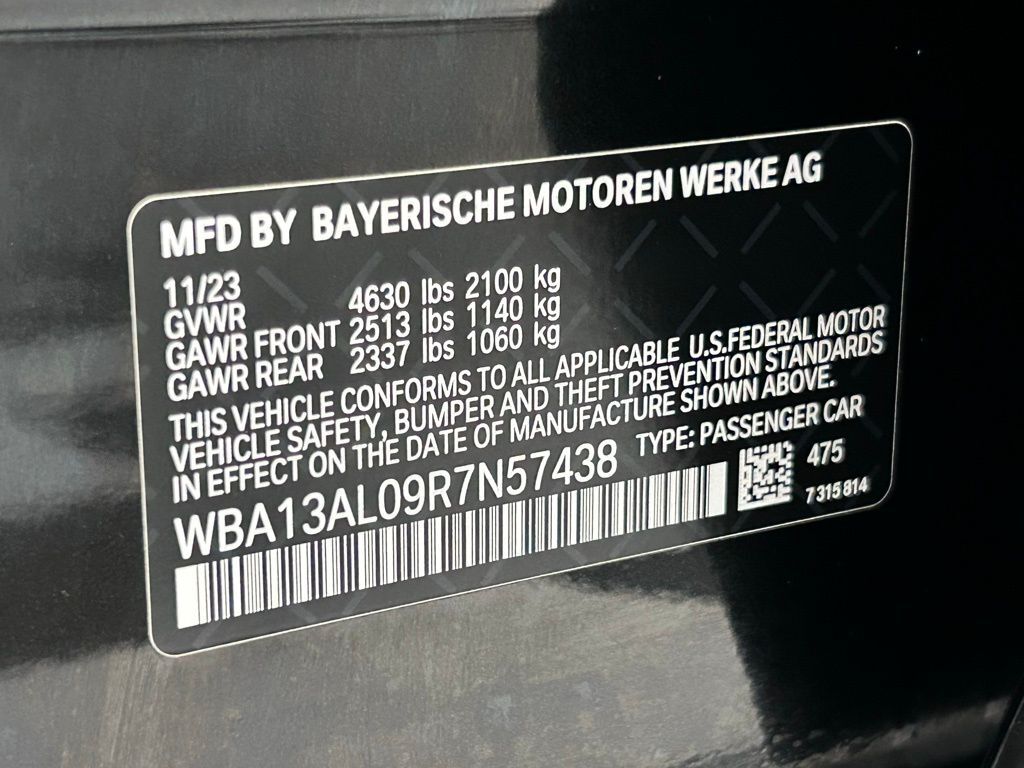 MFD BY BAYERISCHE MOTOREN WERKE AG
11/23
GVWR 4630 lbs 2100 kg
GAWR FRONT 2513 lbs 1140 kg
GAWR REAR 2337 lbs 1060 kg
THIS VEHICLE CONFORMS TO ALL APPLICABLE U.S.FEDERAL MOTOR
VEHICLE SAFETY, BUMPER AND THEFT PREVENTION STANDARDS
IN EFFECT ON THE DATE OF MANUFACTURE SHOWN ABOVE.
WBA13AL09R7N57438 TYPE: PASSENGER CAR
475
7 315 814